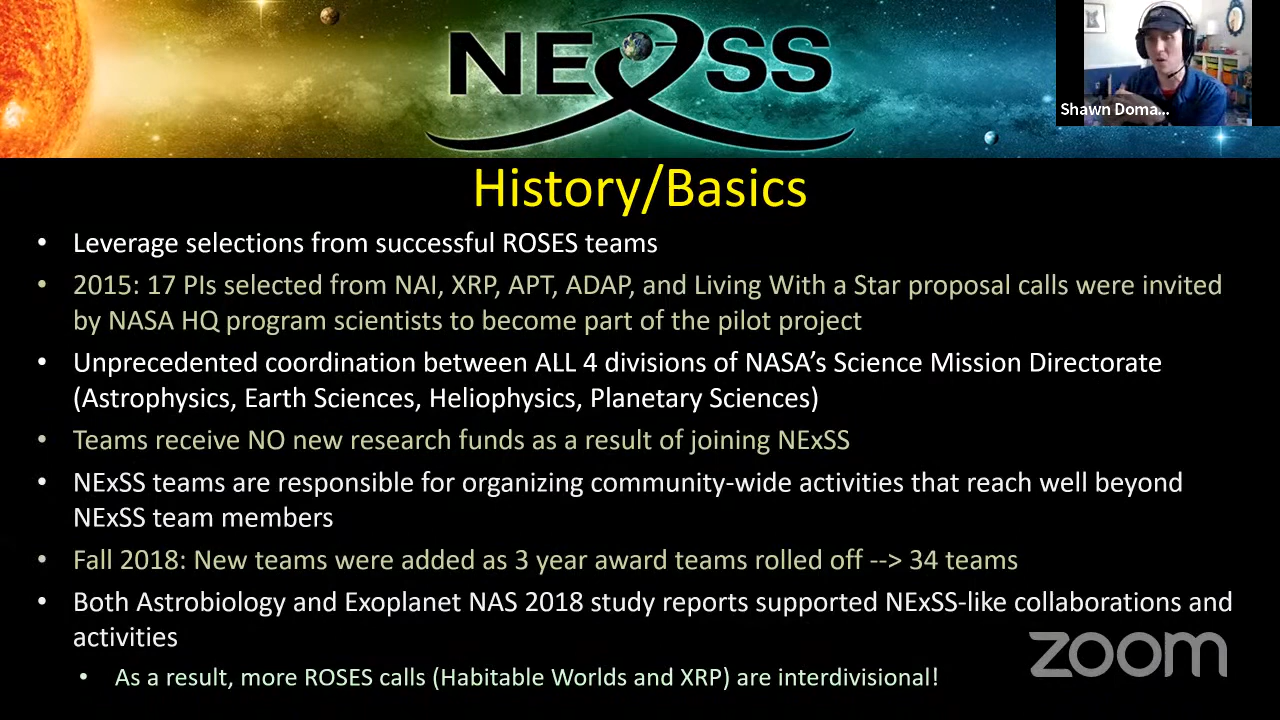 NExSS
Shawn Doma...
History/Basics
• Leverage selections from successful ROSES teams
• 2015: 17 PIs selected from NAI, XRP, APT, ADAP, and Living With a Star proposal calls were invited
by NASA HQ program scientists to become part of the pilot project
• Unprecedented coordination between ALL 4 divisions of NASA’s Science Mission Directorate
(Astrophysics, Earth Sciences, Heliophysics, Planetary Sciences)
• Teams receive NO new research funds as a result of joining NExSS
• NExSS teams are responsible for organizing community-wide activities that reach well beyond
NExSS team members
• Fall 2018: New teams were added as 3 year award teams rolled off --> 34 teams
• Both Astrobiology and Exoplanet NAS 2018 study reports supported NExSS-like collaborations and
activities
• As a result, more ROSES calls (Habitable Worlds and XRP) are interdivisional!
zoom